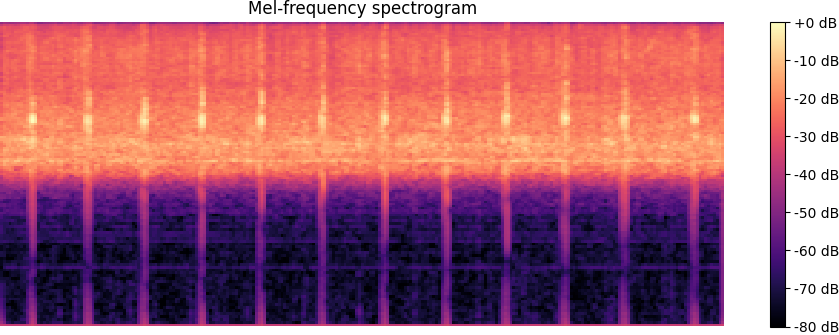 Mel-frequency spectrogram
+0 dB
-10 dB
-20 dB
-30 dB
-40 dB
-50 dB
-60 dB
-70 dB
-80 dB